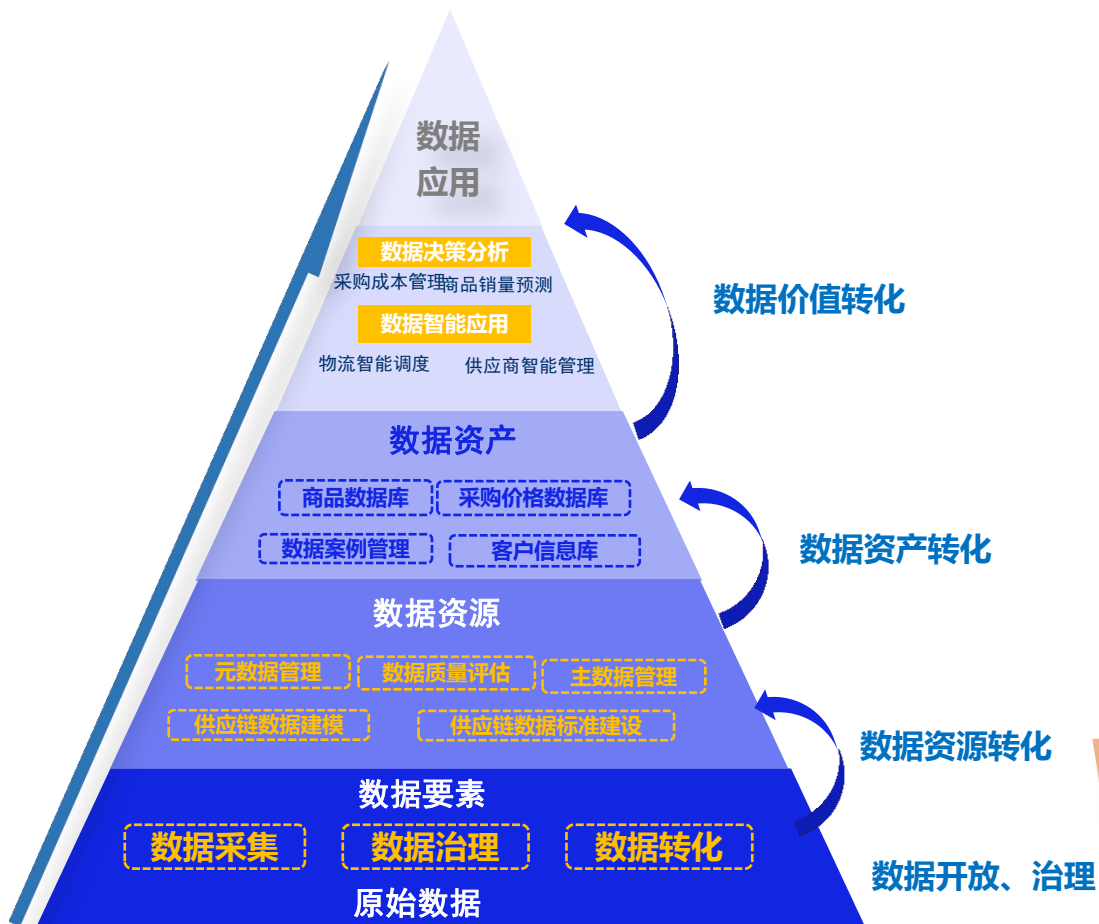 数据
应用
数据决策分析
采购成本管理 商品销量预测
数据智能应用
物流智能调度 供应商智能管理
数据价值转化
数据资产
商品数据库 采购价格数据库
数据案例管理 客户信息库
数据资产转化
数据资源
元数据管理 数据质量评估 主数据管理
供应链数据建模 供应链数据标准建设
数据资源转化
数据要素
数据采集 数据治理 数据转化
数据开放、治理
原始数据